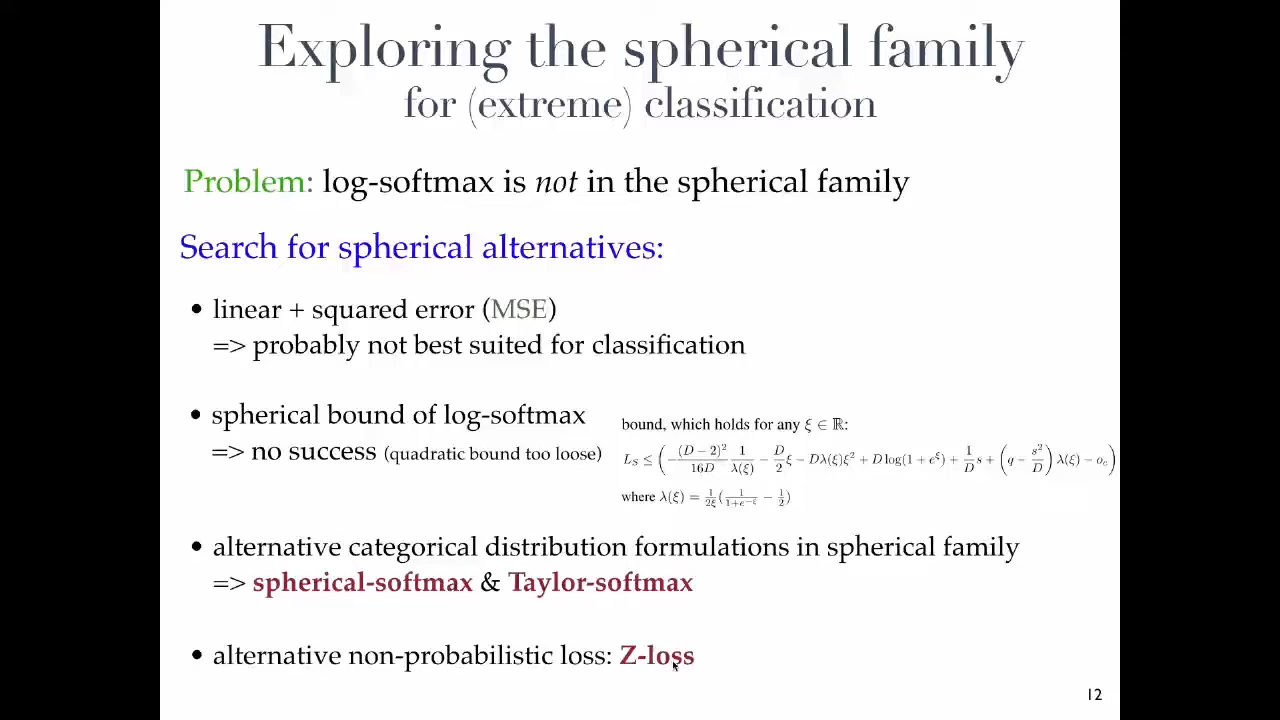 Exploring the spherical family
for (extreme) classification
Problem: log-softmax is not in the spherical family
Search for spherical alternatives:
• linear + squared error (MSE)
=> probably not best suited for classification
• spherical bound of log-softmax
=> no success (quadratic bound too loose)
bound, which holds for any ξ ∈ ℝ:
L_S ≤ ( −(D−2)²/16D 1/λ(ξ) − D/2 ξ − Dλ(ξ)ξ² + D log(1 + e^ξ) + 1/D s + (q − s²/D) λ(ξ) − o_c )
where λ(ξ) = 1/2ξ (1/(1+e^−ξ) − 1/2)
• alternative categorical distribution formulations in spherical family
=> spherical-softmax & Taylor-softmax
• alternative non-probabilistic loss: Z-loss
12